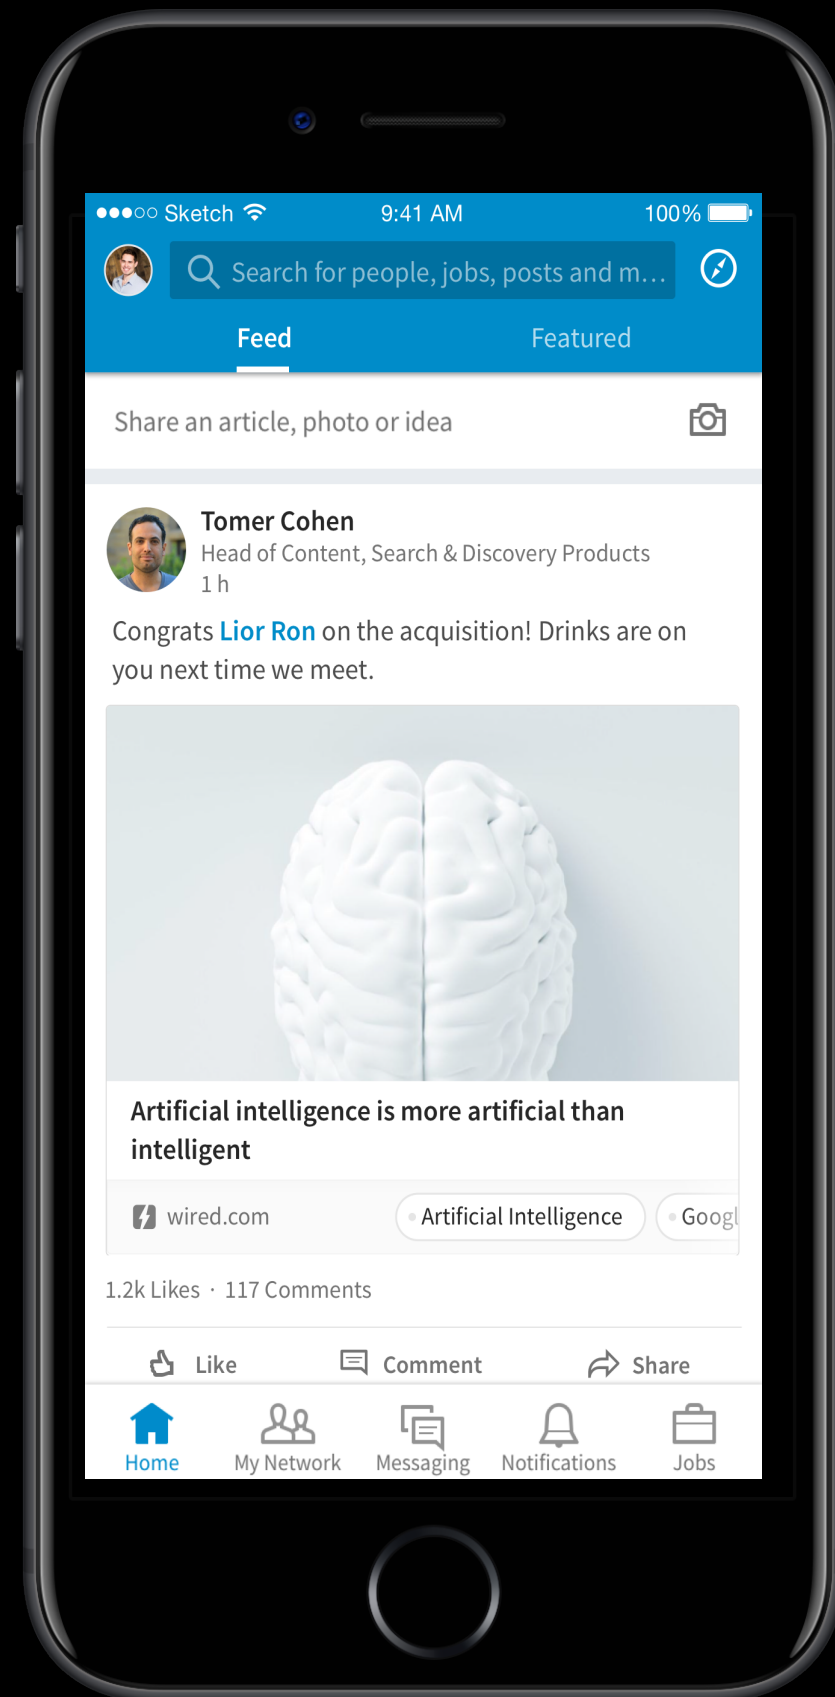 Sketch 9:41 AM 100%
Search for people, jobs, posts and m...
Feed Featured
Share an article, photo or idea
Tomer Cohen
Head of Content, Search & Discovery Products
1 h
Congrats Lior Ron on the acquisition! Drinks are on
you next time we meet.
Artificial intelligence is more artificial than
intelligent
wired.com Artificial Intelligence Googl
1.2k Likes · 117 Comments
Like Comment Share
Home My Network Messaging Notifications Jobs